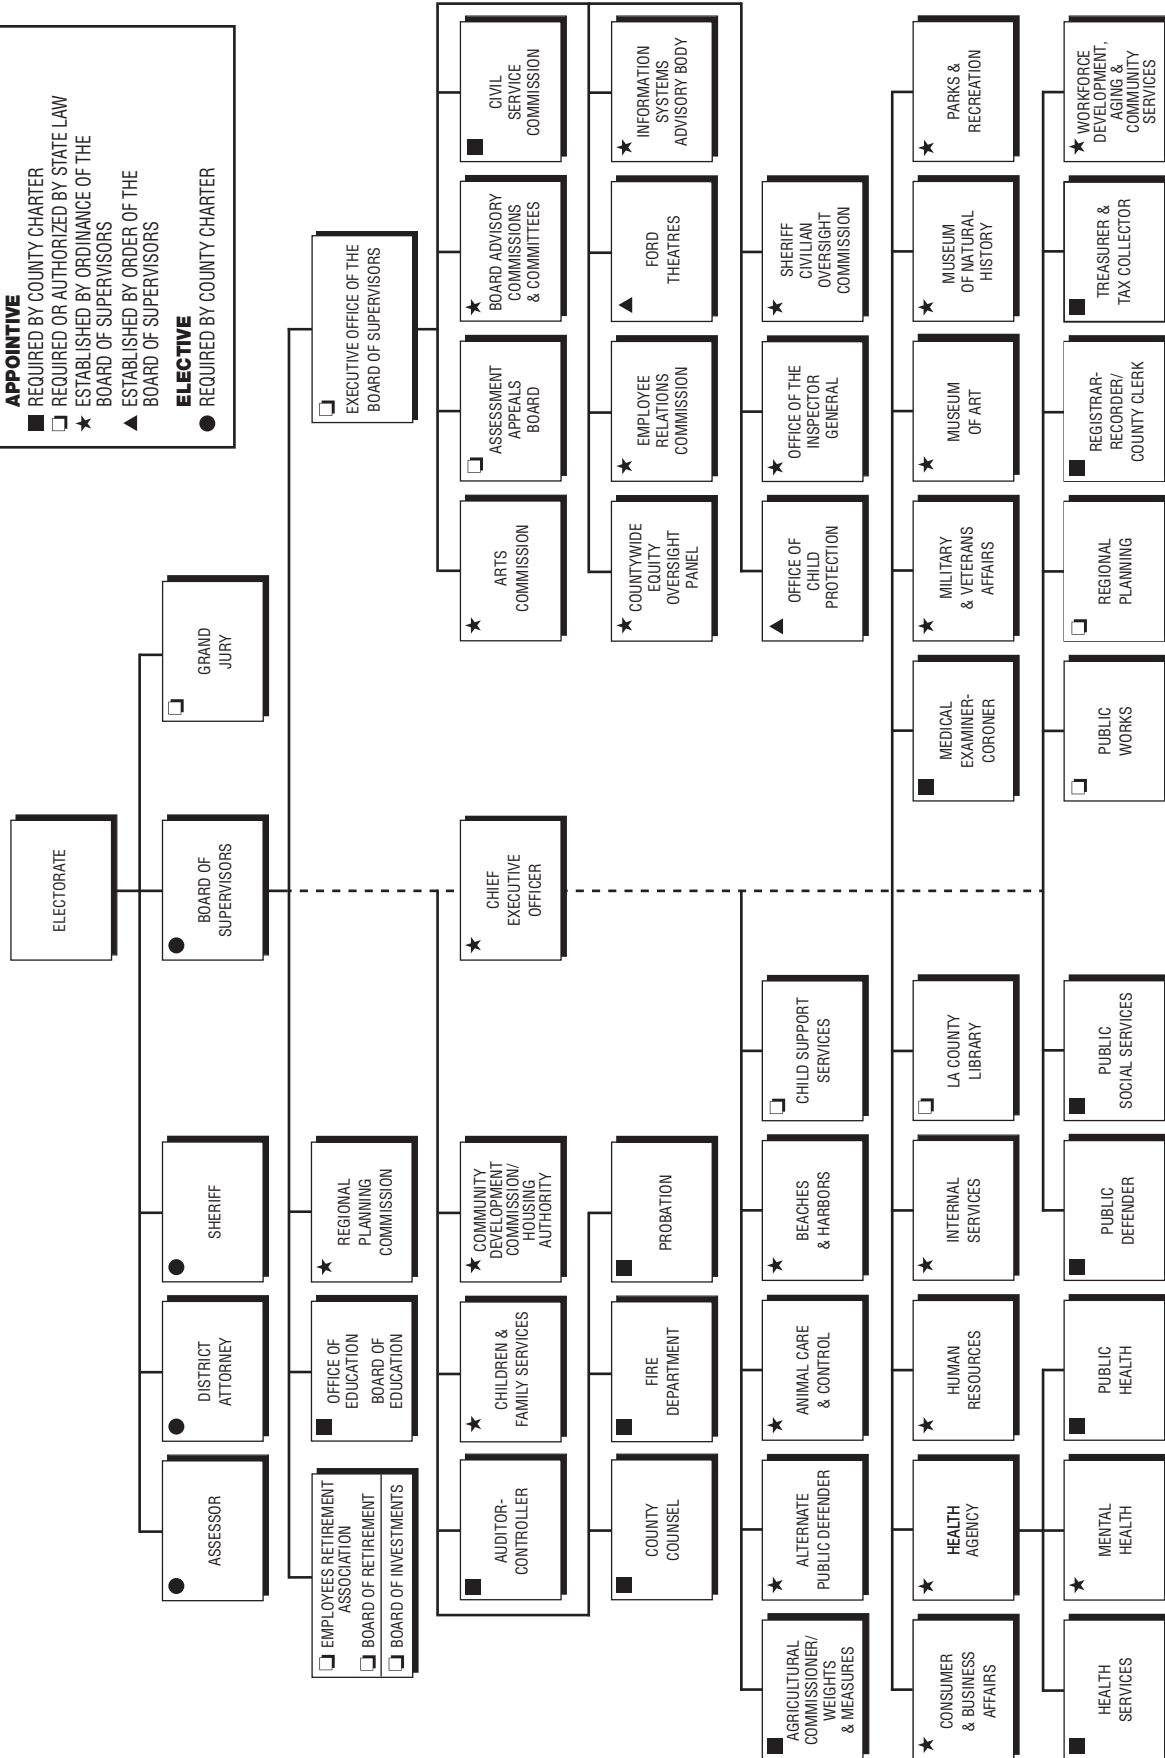 APPOINTIVE
■ REQUIRED BY COUNTY CHARTER
❏ REQUIRED OR AUTHORIZED BY STATE LAW
★ ESTABLISHED BY ORDINANCE OF THE
BOARD OF SUPERVISORS
▲ ESTABLISHED BY ORDER OF THE
BOARD OF SUPERVISORS
ELECTIVE
● REQUIRED BY COUNTY CHARTER
ELECTORATE
● ASSESSOR
● DISTRICT
ATTORNEY
● SHERIFF
● BOARD OF
SUPERVISORS
❏ GRAND
JURY
❏ EMPLOYEES RETIREMENT
ASSOCIATION
❏ BOARD OF RETIREMENT
❏ BOARD OF INVESTMENTS
■ OFFICE OF
EDUCATION
BOARD OF
EDUCATION
★ REGIONAL
PLANNING
COMMISSION
❏ EXECUTIVE OFFICE OF THE
BOARD OF SUPERVISORS
■ AUDITOR-
CONTROLLER
★ CHILDREN &
FAMILY SERVICES
★ COMMUNITY
DEVELOPMENT
COMMISSION/
HOUSING
AUTHORITY
★ CHIEF
EXECUTIVE
OFFICER
★ ARTS
COMMISSION
❏ ASSESSMENT
APPEALS
BOARD
★ BOARD ADVISORY
COMMISSIONS
& COMMITTEES
■ CIVIL
SERVICE
COMMISSION
■ COUNTY
COUNSEL
■ FIRE
DEPARTMENT
■ PROBATION
★ COUNTYWIDE
EQUITY
OVERSIGHT
PANEL
★ EMPLOYEE
RELATIONS
COMMISSION
▲ FORD
THEATRES
★ INFORMATION
SYSTEMS
ADVISORY BODY
■ AGRICULTURAL
COMMISSIONER/
WEIGHTS
& MEASURES
★ ALTERNATE
PUBLIC DEFENDER
★ ANIMAL CARE
& CONTROL
★ BEACHES
& HARBORS
❏ CHILD SUPPORT
SERVICES
▲ OFFICE OF
CHILD
PROTECTION
★ OFFICE OF THE
INSPECTOR
GENERAL
★ SHERIFF
CIVILIAN
OVERSIGHT
COMMISSION
★ CONSUMER
& BUSINESS
AFFAIRS
★ HEALTH
AGENCY
★ HUMAN
RESOURCES
★ INTERNAL
SERVICES
❏ LA COUNTY
LIBRARY
■ MEDICAL
EXAMINER-
CORONER
★ MILITARY
& VETERANS
AFFAIRS
★ MUSEUM
OF ART
★ MUSEUM
OF NATURAL
HISTORY
★ PARKS &
RECREATION
■ HEALTH
SERVICES
★ MENTAL
HEALTH
■ PUBLIC
HEALTH
■ PUBLIC
DEFENDER
■ PUBLIC
SOCIAL SERVICES
❏ PUBLIC
WORKS
❏ REGIONAL
PLANNING
■ REGISTRAR-
RECORDER/
COUNTY CLERK
■ TREASURER &
TAX COLLECTOR
★ WORKFORCE
DEVELOPMENT,
AGING &
COMMUNITY
SERVICES